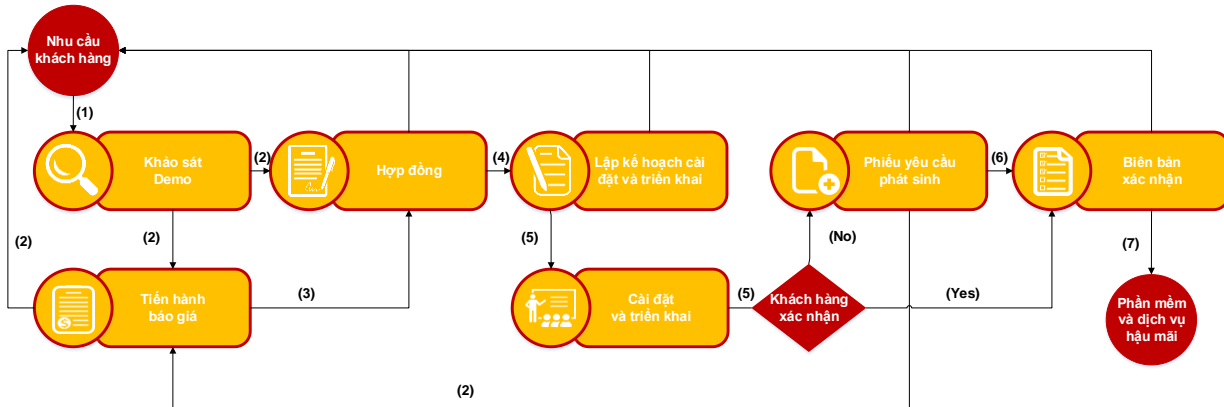 Nhu cầu
khách hàng
(1)
Khảo sát
Demo
(2)
Hợp đồng
(4)
Lập kế hoạch cài
đặt và triển khai
Phiếu yêu cầu
phát sinh
(6)
Biên bản
xác nhận
(2)
(2)
(5)
(No)
(7)
Tiến hành
báo giá
(3)
Cài đặt
và triển khai
(5)
Khách hàng
xác nhận
(Yes)
Phần mềm
và dịch vụ
hậu mãi
(2)